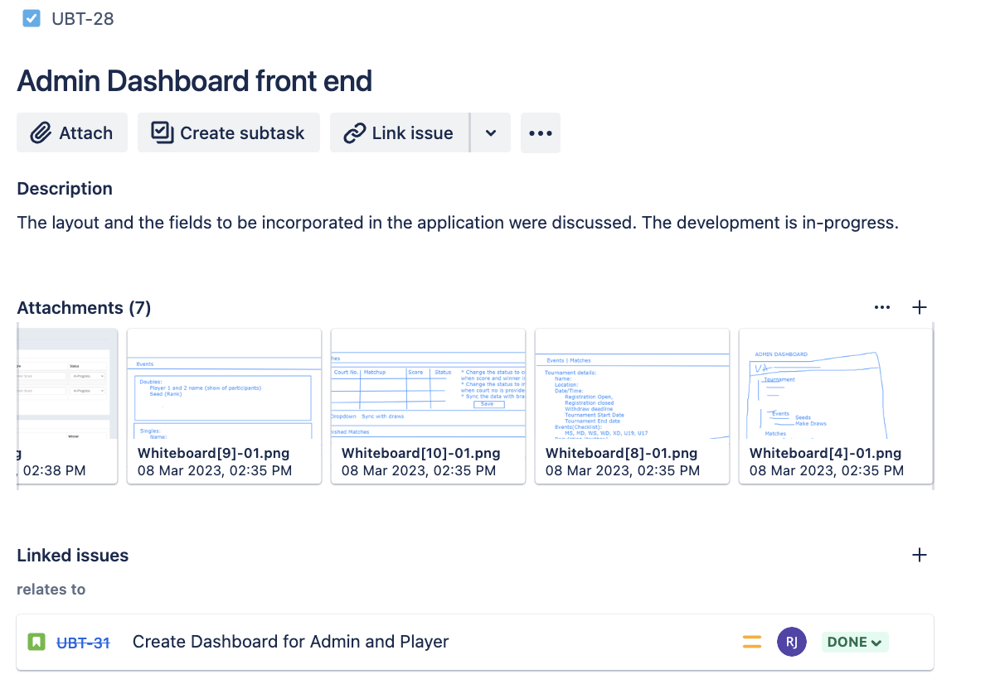 UBT-28
Admin Dashboard front end
Attach
Create subtask
Link issue
Description
The layout and the fields to be incorporated in the application were discussed. The development is in-progress.
Attachments (7)
Status
In-Progress
In-Progress
Winner
g
, 02:38 PM
Events
Doubles:
Player 1 and 2 name (show of participants)
Seed (Rank)
Singles:
Name:
Whiteboard[9]-01.png
08 Mar 2023, 02:35 PM
hes
Court No. Matchup Score Status
* Change the status to c
when score and winner i
* Change the status to i
when court no is provide
* Sync the data with bra
Save
Dropdown Sync with draws
nished Matches
Whiteboard[10]-01.png
08 Mar 2023, 02:35 PM
Events | Matches
Tournament details:
Name:
Location:
Date/Time:
Registration Open,
Registration closed
Withdraw deadline
Tournament Start Date
Tournament End date
Events(Checklist):
MS, MD, WS, WD, XD, U19, U17
Whiteboard[8]-01.png
08 Mar 2023, 02:35 PM
ADMIN DASHBOARD
Tournament
Events
Seeds
Make Draws
Matches
Whiteboard[4]-01.png
08 Mar 2023, 02:35 PM
Linked issues
relates to
UBT-31 Create Dashboard for Admin and Player RJ DONE